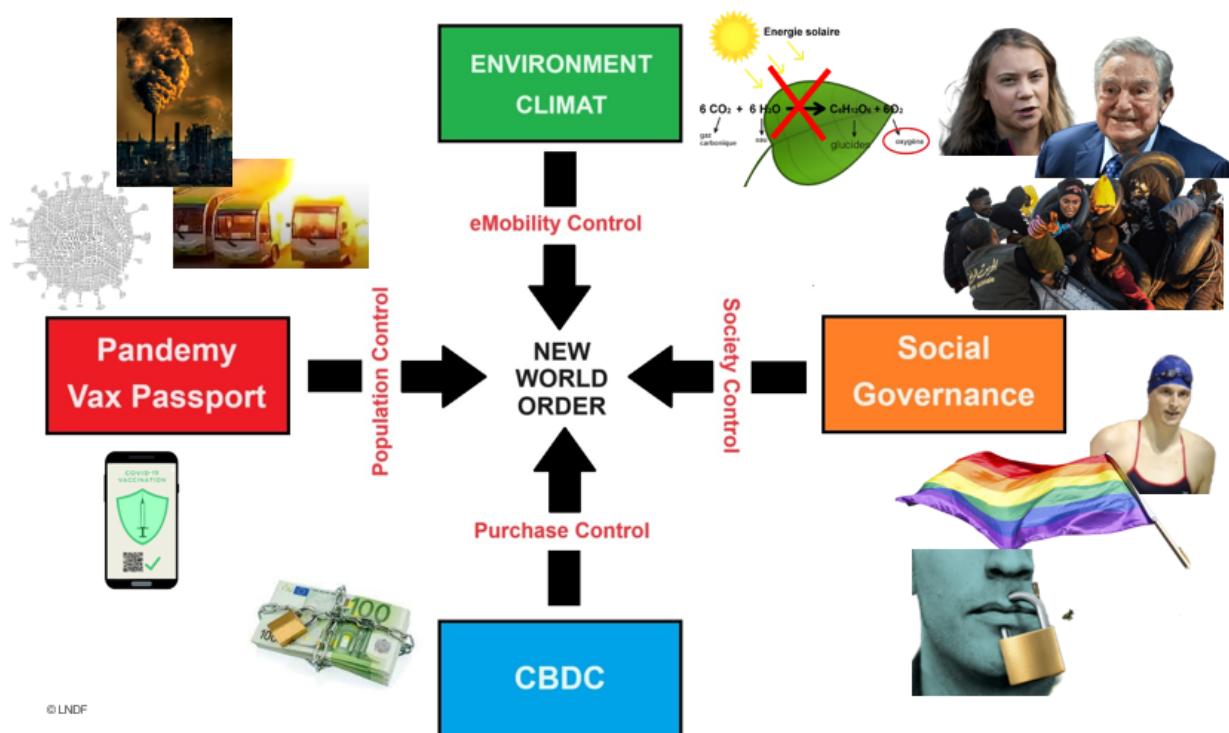 ENVIRONMENT
CLIMAT
Energie solaire
6 CO₂ + 6 H₂O
C₆H₁₂O₆ + 6O₂
gaz
carbonique
eau
glucides
oxygène
eMobility Control
Pandemy
Vax Passport
Population Control
NEW
WORLD
ORDER
Society Control
Social
Governance
COVID-19
VACCINATION
Purchase Control
100
CBDC
© LNDF